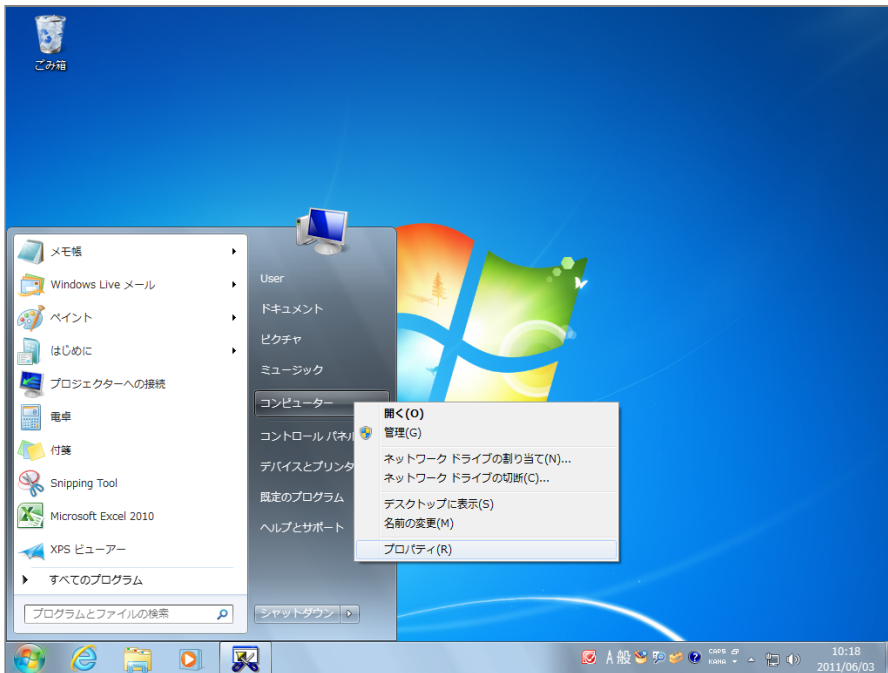 ごみ箱
メモ帳
Windows Live メール
ペイント
はじめに
プロジェクターへの接続
電卓
付箋
Snipping Tool
Microsoft Excel 2010
XPS ビューアー
すべてのプログラム
プログラムとファイルの検索
User
ドキュメント
ピクチャ
ミュージック
コンピューター
コントロール パネル
デバイスとプリンタ
既定のプログラム
ヘルプとサポート
シャットダウン
開く(O)
管理(G)
ネットワーク ドライブの割り当て(N)...
ネットワーク ドライブの切断(C)...
デスクトップに表示(S)
名前の変更(M)
プロパティ(R)
A 般
CAPS
KANA
10:18
2011/06/03